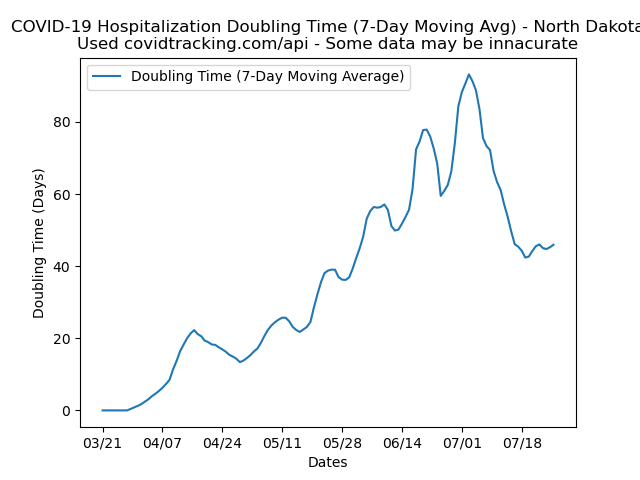 COVID-19 Hospitalization Doubling Time (7-Day Moving Avg) - North Dakota
Used covidtracking.com/api - Some data may be innacurate
Doubling Time (7-Day Moving Average)
Doubling Time (Days)
80
60
40
20
0
03/21 04/07 04/24 05/11 05/28 06/14 07/01 07/18
Dates